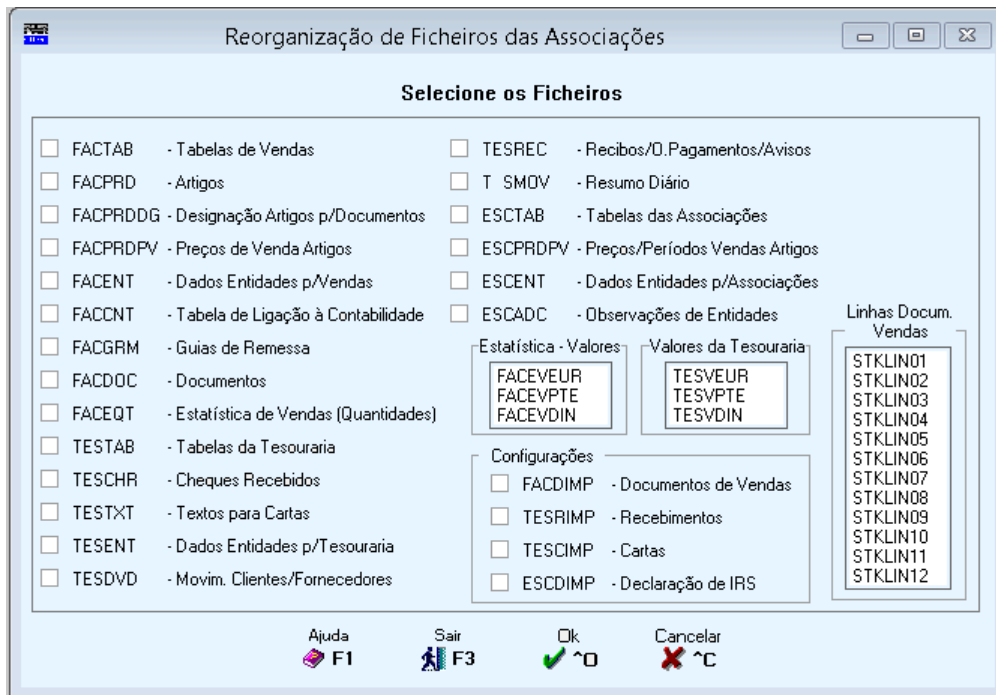 Reorganização de Ficheiros das Associações
Selecione os Ficheiros
FACTAB - Tabelas de Vendas
FACPRD - Artigos
FACPRDDG - Designação Artigos p/Documentos
FACPRDPV - Preços de Venda Artigos
FACENT - Dados Entidades p/Vendas
FACCNT - Tabela de Ligação à Contabilidade
FACGRM - Guias de Remessa
FACDOC - Documentos
FACEQT - Estatística de Vendas (Quantidades)
TESTAB - Tabelas da Tesouraria
TESCHR - Cheques Recebidos
TESTXT - Textos para Cartas
TESENT - Dados Entidades p/Tesouraria
TESDVD - Movim. Clientes/Fornecedores
TESREC - Recibos/O.Pagamentos/Avisos
T SMOV - Resumo Diário
ESCTAB - Tabelas das Associações
ESCPRDPV - Preços/Períodos Vendas Artigos
ESCENT - Dados Entidades p/Associações
ESCADC - Observações de Entidades
Estatística - Valores
FACEVEUR
FACEVPTE
FACEVDIN
Valores da Tesouraria
TESVEUR
TESVPTE
TESVDIN
Configurações
FACDIMP - Documentos de Vendas
TESRIMP - Recebimentos
TESCIMP - Cartas
ESCDIMP - Declaração de IRS
Linhas Docum.
Vendas
STKLIN01
STKLIN02
STKLIN03
STKLIN04
STKLIN05
STKLIN06
STKLIN07
STKLIN08
STKLIN09
STKLIN10
STKLIN11
STKLIN12
Ajuda
F1
Sair
F3
Ok
^O
Cancelar
^C